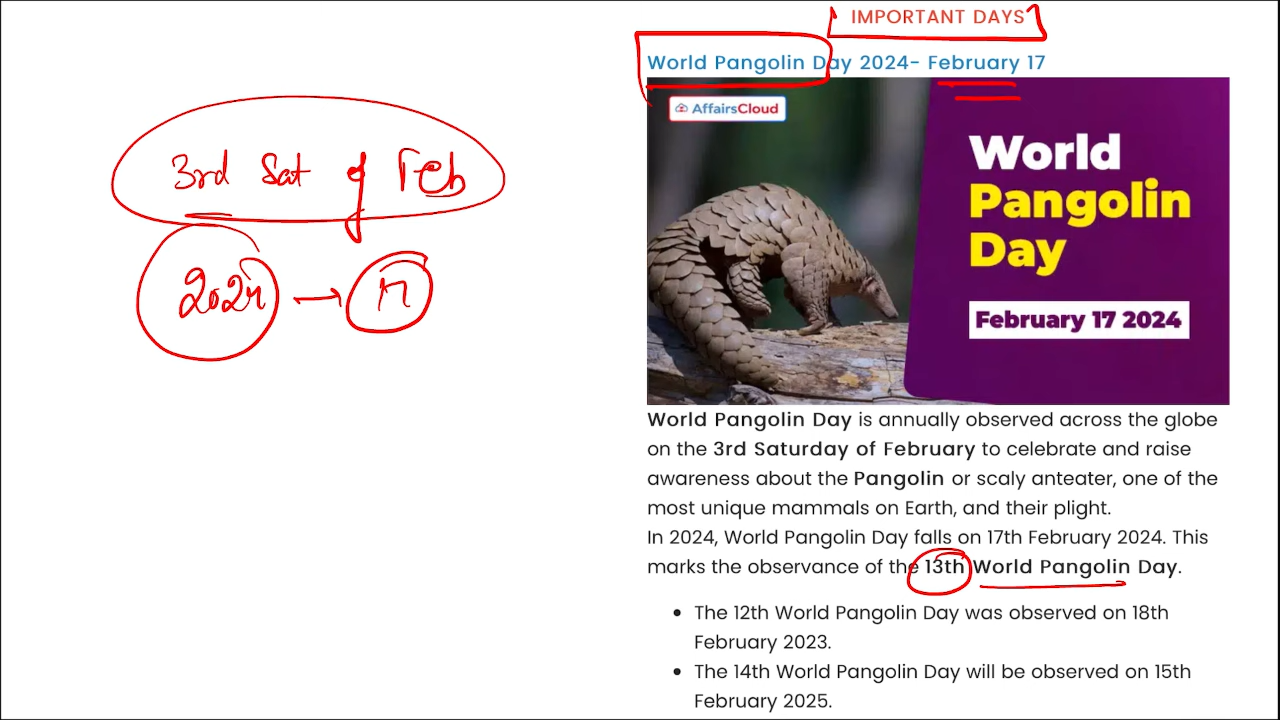 IMPORTANT DAYS
World Pangolin Day 2024- February 17
AffairsCloud
World
Pangolin
Day
February 17 2024
3rd Sat of Feb
2024 → 17
World Pangolin Day is annually observed across the globe
on the 3rd Saturday of February to celebrate and raise
awareness about the Pangolin or scaly anteater, one of the
most unique mammals on Earth, and their plight.
In 2024, World Pangolin Day falls on 17th February 2024. This
marks the observance of the 13th World Pangolin Day.
• The 12th World Pangolin Day was observed on 18th
February 2023.
• The 14th World Pangolin Day will be observed on 15th
February 2025.